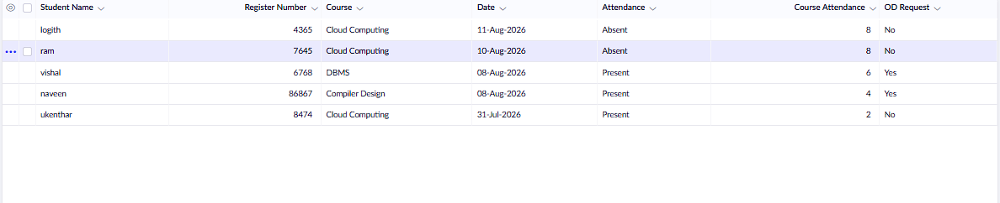 Student Name Register Number Course Date Attendance Course Attendance OD Request
logith 4365 Cloud Computing 11-Aug-2026 Absent 8 No
ram 7645 Cloud Computing 10-Aug-2026 Absent 8 No
vishal 6768 DBMS 08-Aug-2026 Present 6 Yes
naveen 86867 Compiler Design 08-Aug-2026 Present 4 Yes
ukenthar 8474 Cloud Computing 31-Jul-2026 Present 2 No